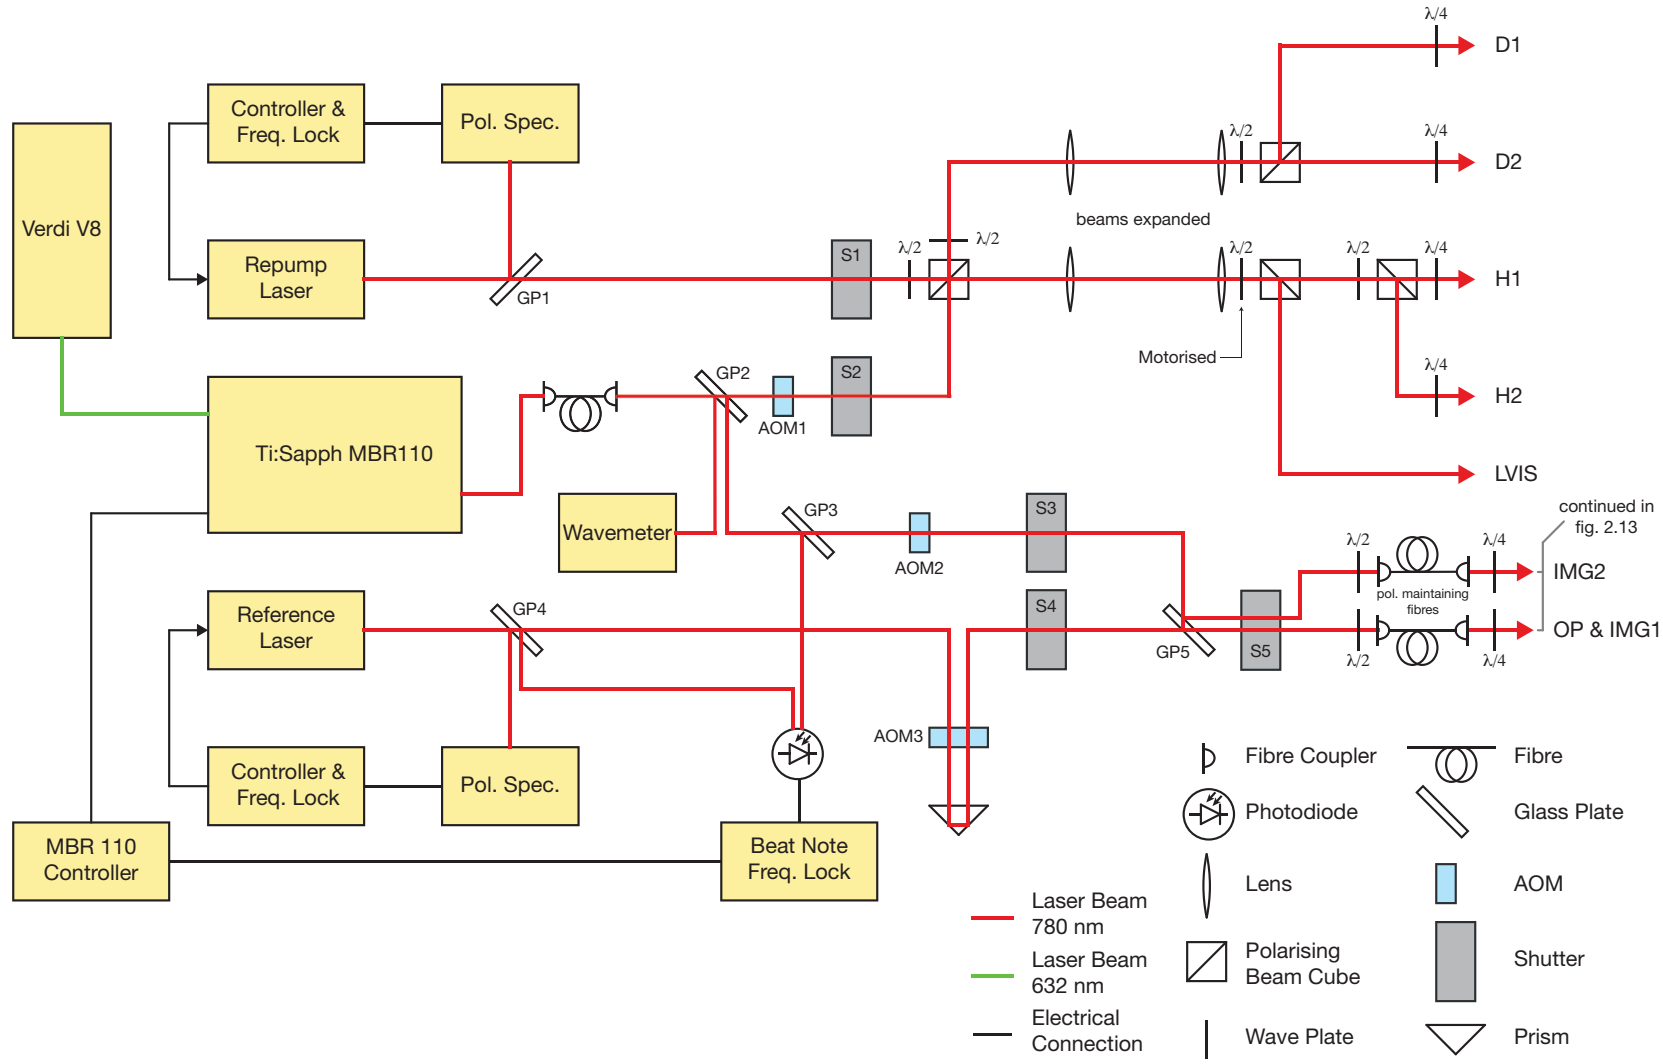 λ/4
D1
Controller &
Freq. Lock
Pol. Spec.
λ/2
λ/4
D2
Verdi V8
beams expanded
Repump
Laser
GP1
S1
λ/2
λ/2
λ/2
λ/2
λ/4
H1
Motorised
GP2
S2
AOM1
λ/4
H2
Ti:Sapph MBR110
LVIS
continued in
fig. 2.13
Wavemeter
GP3
AOM2
S3
λ/2
λ/4
IMG2
pol. maintaining
fibres
Reference
Laser
GP4
S4
GP5
S5
λ/2
λ/4
OP & IMG1
AOM3
Controller &
Freq. Lock
Pol. Spec.
MBR 110
Controller
Beat Note
Freq. Lock
Fibre Coupler
Fibre
Photodiode
Glass Plate
Lens
AOM
Laser Beam
780 nm
Polarising
Beam Cube
Shutter
Laser Beam
632 nm
Electrical
Connection
Wave Plate
Prism